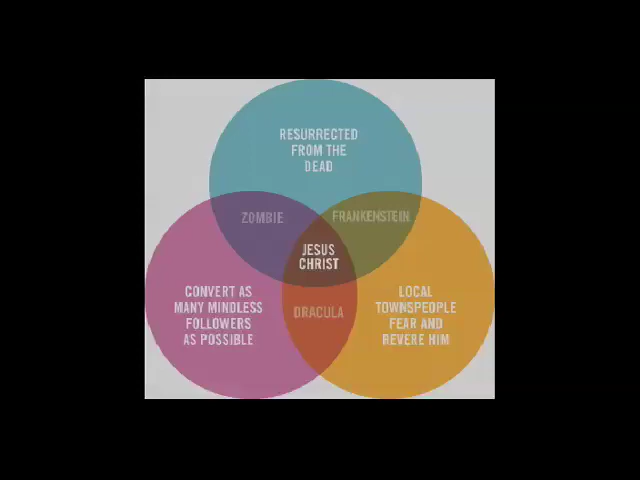 RESURRECTED
FROM THE
DEAD
ZOMBIE
FRANKENSTEIN
JESUS
CHRIST
CONVERT AS
MANY MINDLESS
FOLLOWERS
AS POSSIBLE
DRACULA
LOCAL
TOWNSPEOPLE
FEAR AND
REVERE HIM